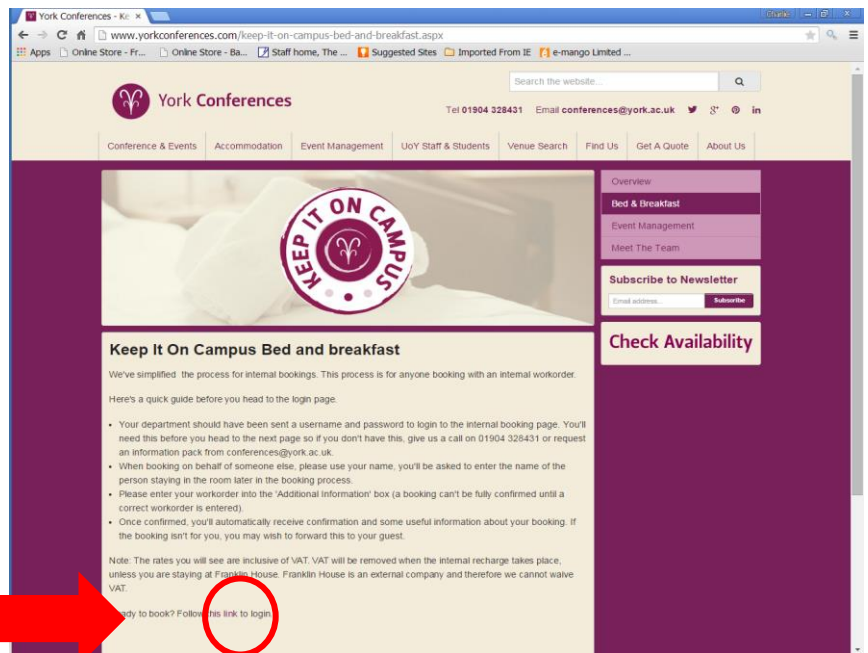 York Conferences - Ke
www.yorkconferences.com/keep-it-on-campus-bed-and-breakfast.aspx
Apps Online Store - Fr... Online Store - Ba... Staff home, The ... Suggested Sites Imported From IE e-mango Limited ...
Search the website...
York Conferences
Tel 01904 328431 Email conferences@york.ac.uk
Conference & Events Accommodation Event Management UoY Staff & Students Venue Search Find Us Get A Quote About Us
KEEP IT ON CAMPUS
Overview
Bed & Breakfast
Event Management
Meet The Team
Subscribe to Newsletter
Email address... Subscribe
Check Availability
Keep It On Campus Bed and breakfast
We've simplified the process for internal bookings. This process is for anyone booking with an internal workorder.
Here's a quick guide before you head to the login page.
• Your department should have been sent a username and password to login to the internal booking page. You'll
need this before you head to the next page so if you don't have this, give us a call on 01904 328431 or request
an information pack from conferences@york.ac.uk.
• When booking on behalf of someone else, please use your name, you'll be asked to enter the name of the
person staying in the room later in the booking process.
• Please enter your workorder into the 'Additional Information' box (a booking can't be fully confirmed until a
correct workorder is entered).
• Once confirmed, you'll automatically receive confirmation and some useful information about your booking. If
the booking isn't for you, you may wish to forward this to your guest.
Note: The rates you will see are inclusive of VAT. VAT will be removed when the internal recharge takes place,
unless you are staying at Franklin House. Franklin House is an external company and therefore we cannot waive
VAT.
to book? Follow this link to login.